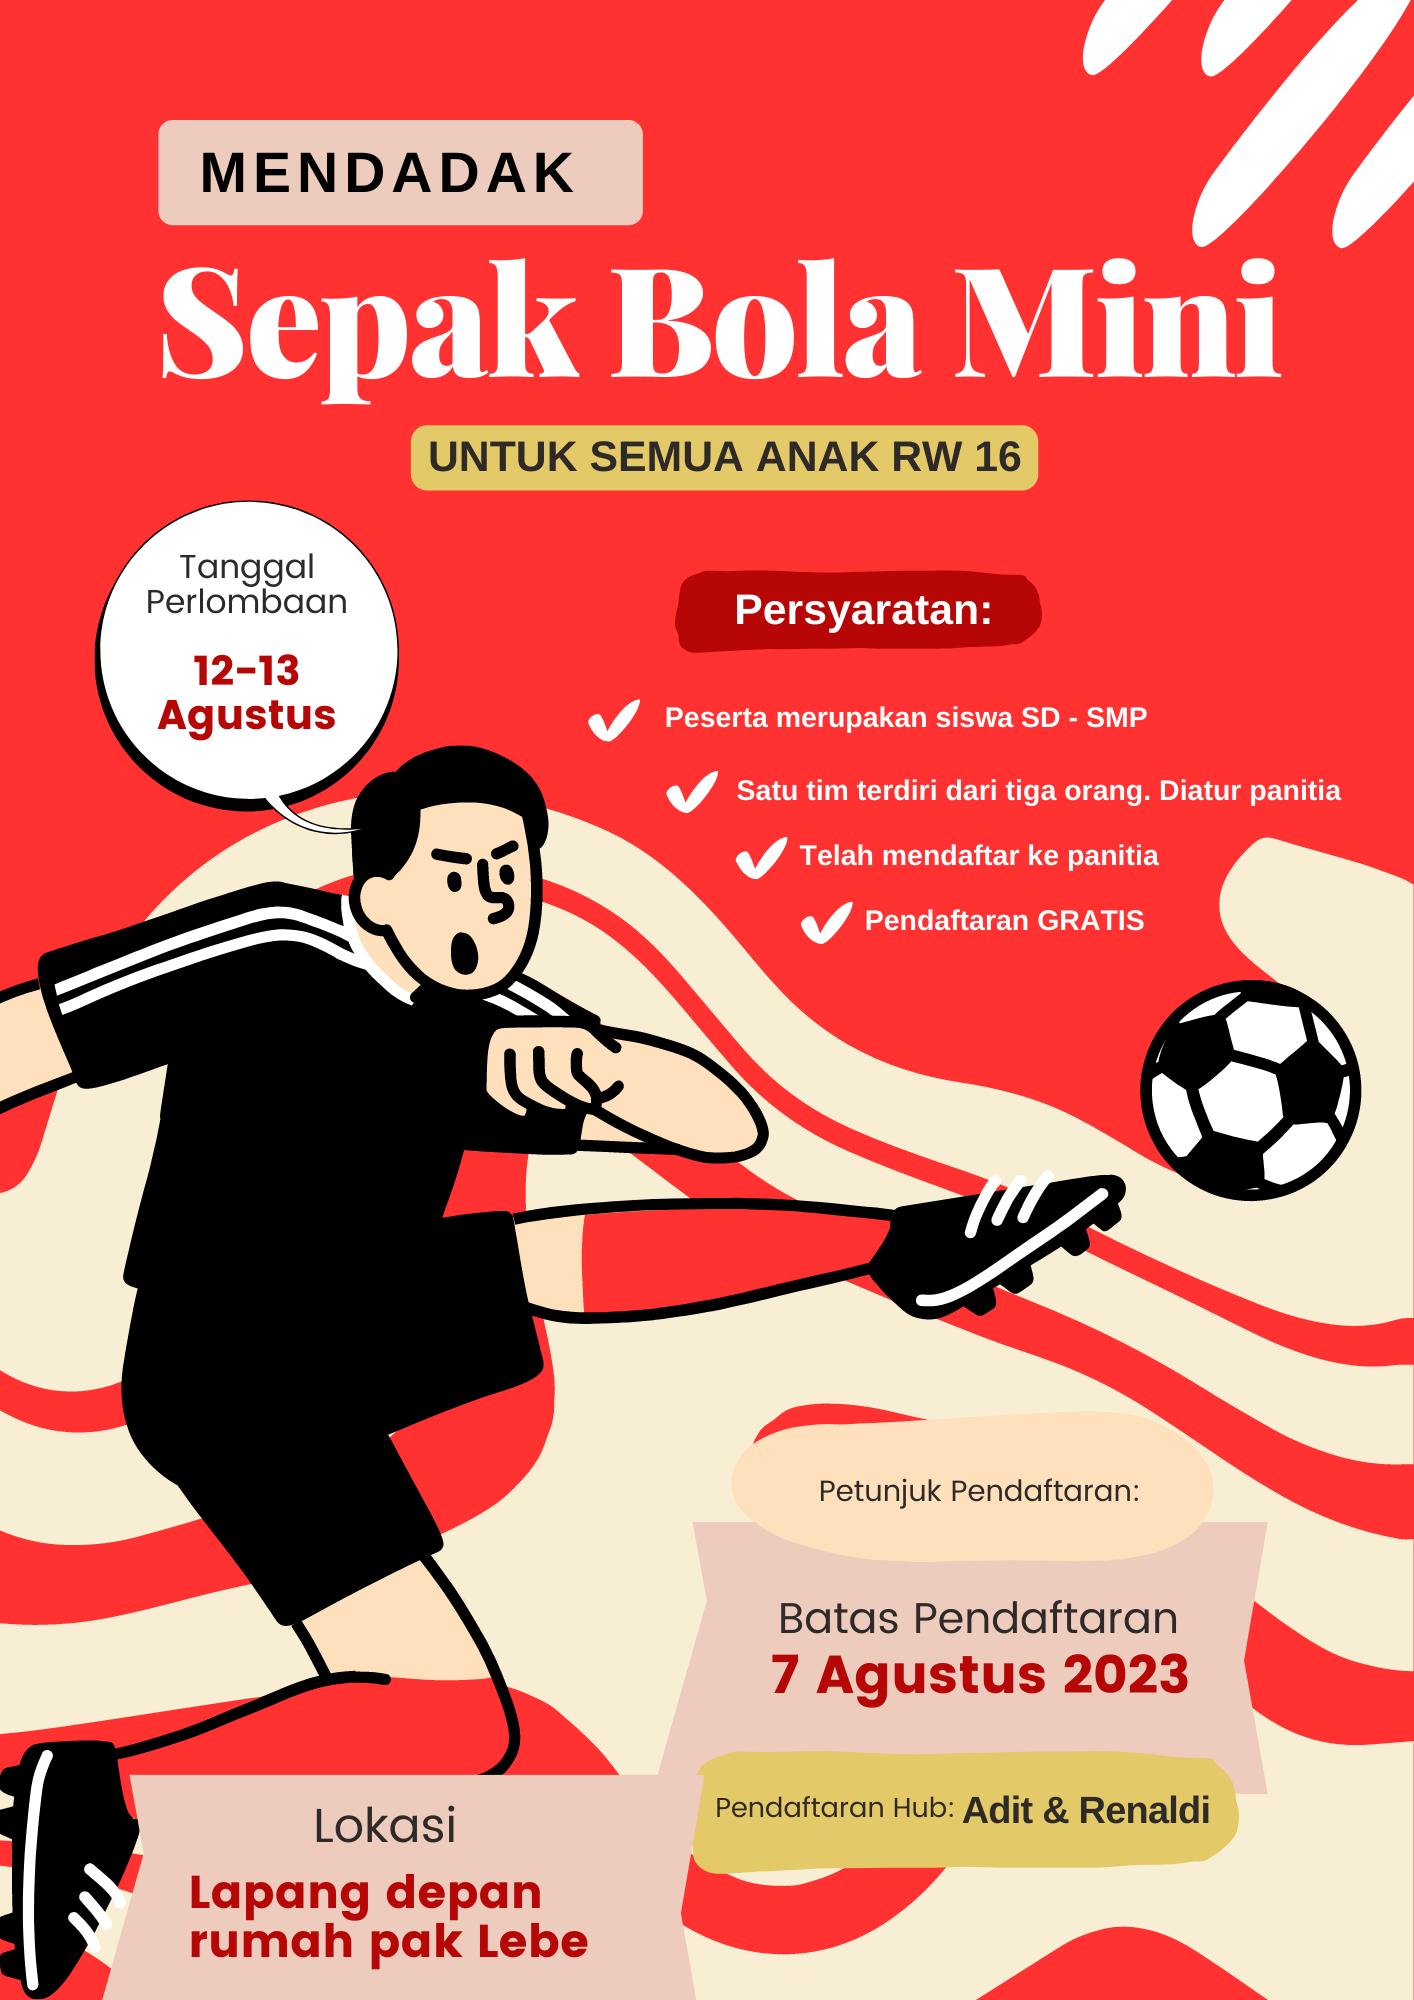 MENDADAK
Sepak Bola Mini
UNTUK SEMUA ANAK RW 16
Tanggal
Perlombaan
12-13
Agustus
Persyaratan:
Peserta merupakan siswa SD - SMP
Satu tim terdiri dari tiga orang. Diatur panitia
Telah mendaftar ke panitia
Pendaftaran GRATIS
Petunjuk Pendaftaran:
Batas Pendaftaran
7 Agustus 2023
Pendaftaran Hub: Adit & Renaldi
Lokasi
Lapang depan
rumah pak Lebe